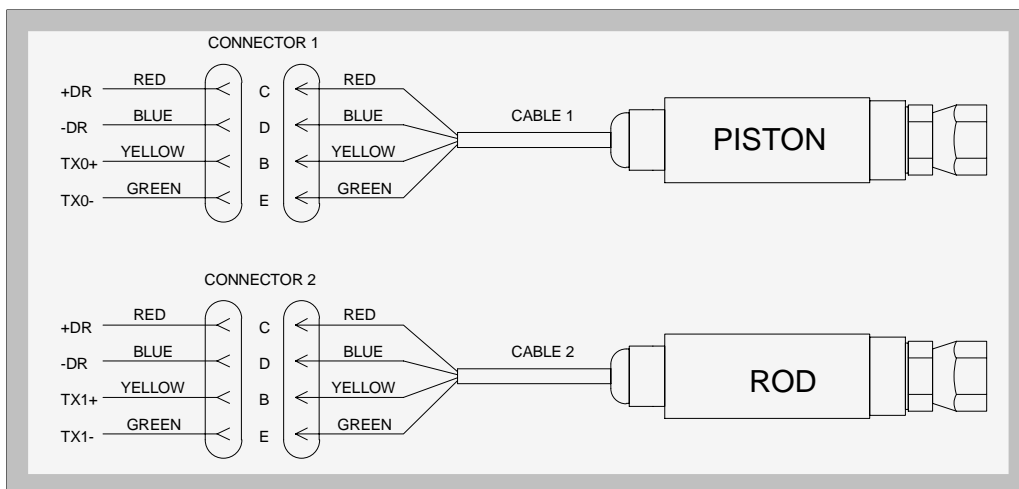 CONNECTOR 1
+DR RED C RED
-DR BLUE D BLUE CABLE 1
TX0+ YELLOW B YELLOW
TX0- GREEN E GREEN
PISTON
CONNECTOR 2
+DR RED C RED
-DR BLUE D BLUE CABLE 2
TX1+ YELLOW B YELLOW
TX1- GREEN E GREEN
ROD